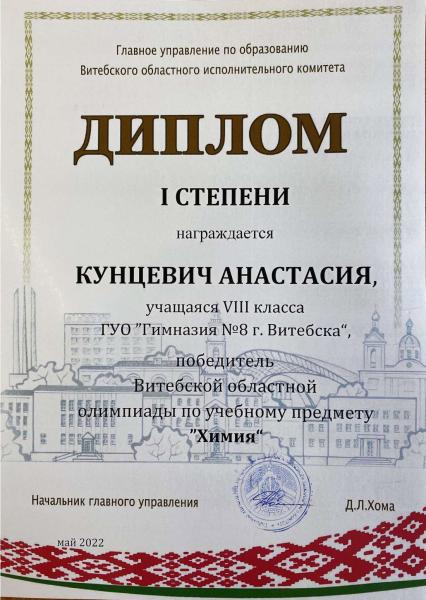 Главное управление по образованию
Витебского областного исполнительного комитета
ДИПЛОМ
I СТЕПЕНИ
награждается
КУНЦЕВИЧ АНАСТАСИЯ,
учащаяся VIII класса
ГУО ”Гимназия №8 г. Витебска“,
победитель
Витебской областной
олимпиады по учебному предмету
”Химия“
Начальник главного управления
Д.Л.Хома
май 2022